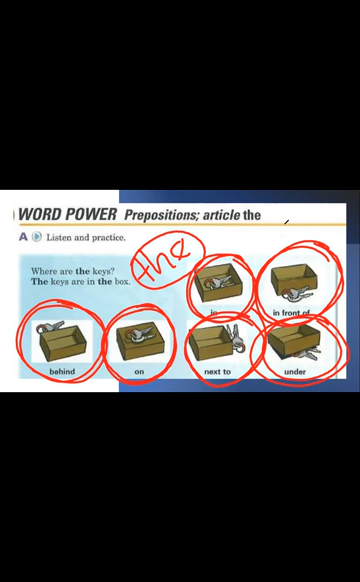 WORD POWER Prepositions; article the
A Listen and practice.
Where are the keys?
The keys are in the box.
the
in
in front of
behind
on
next to
under